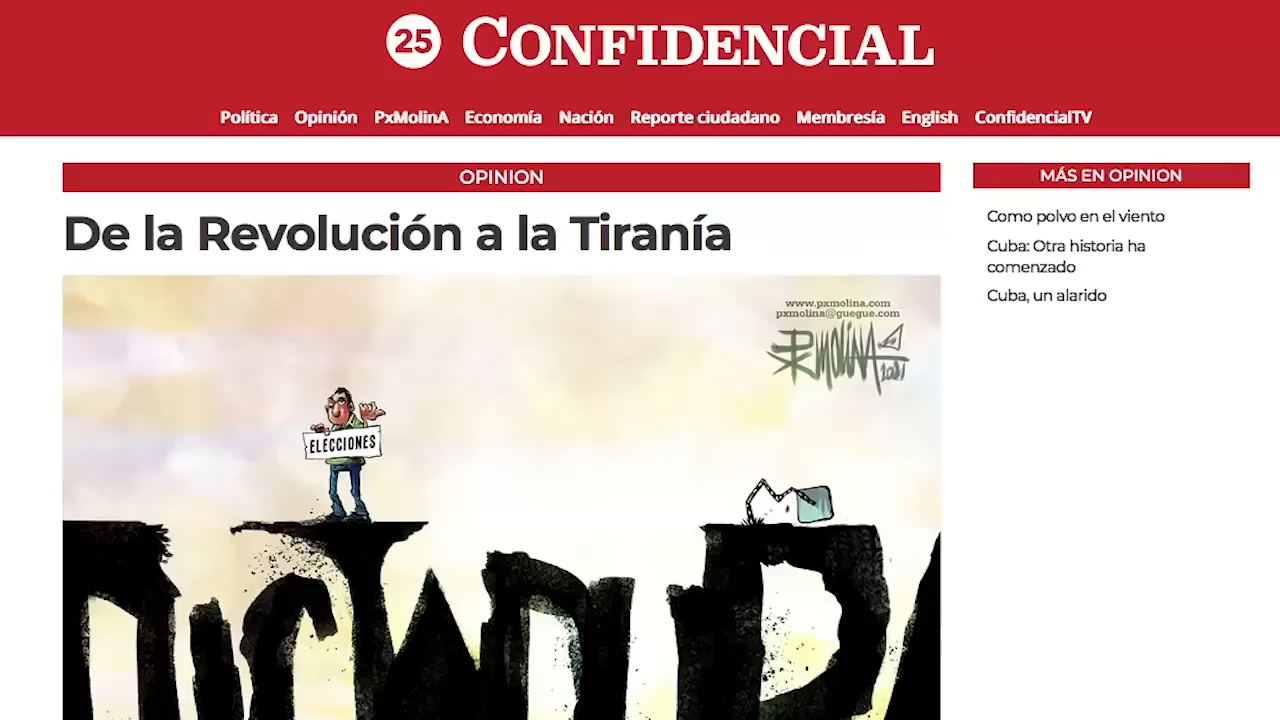 25 CONFIDENCIAL
Política Opinión PxMolinA Economía Nación Reporte ciudadano Membresía English ConfidencialTV
OPINION
De la Revolución a la Tiranía
www.pxmolina.com
pxmolina@guegue.com
PxMOLINA
2021
ELECCIONES
MÁS EN OPINION
Como polvo en el viento
Cuba: Otra historia ha
comenzado
Cuba, un alarido